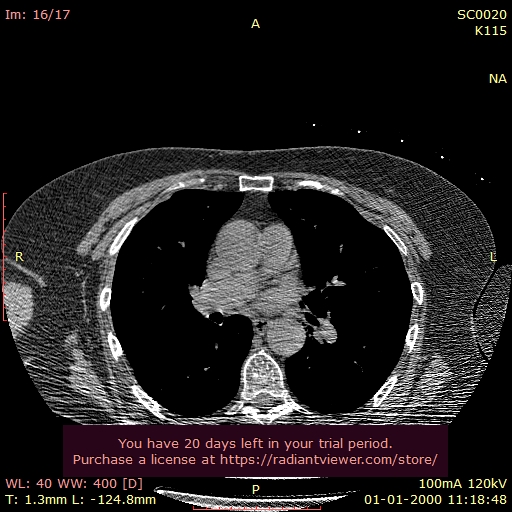 Im: 16/17
A
SC0020
K115
NA
R
L
You have 20 days left in your trial period.
Purchase a license at https://radiantviewer.com/store/
WL: 40 WW: 400 [D]
T: 1.3mm L: -124.8mm
P
100mA 120kV
01-01-2000 11:18:48